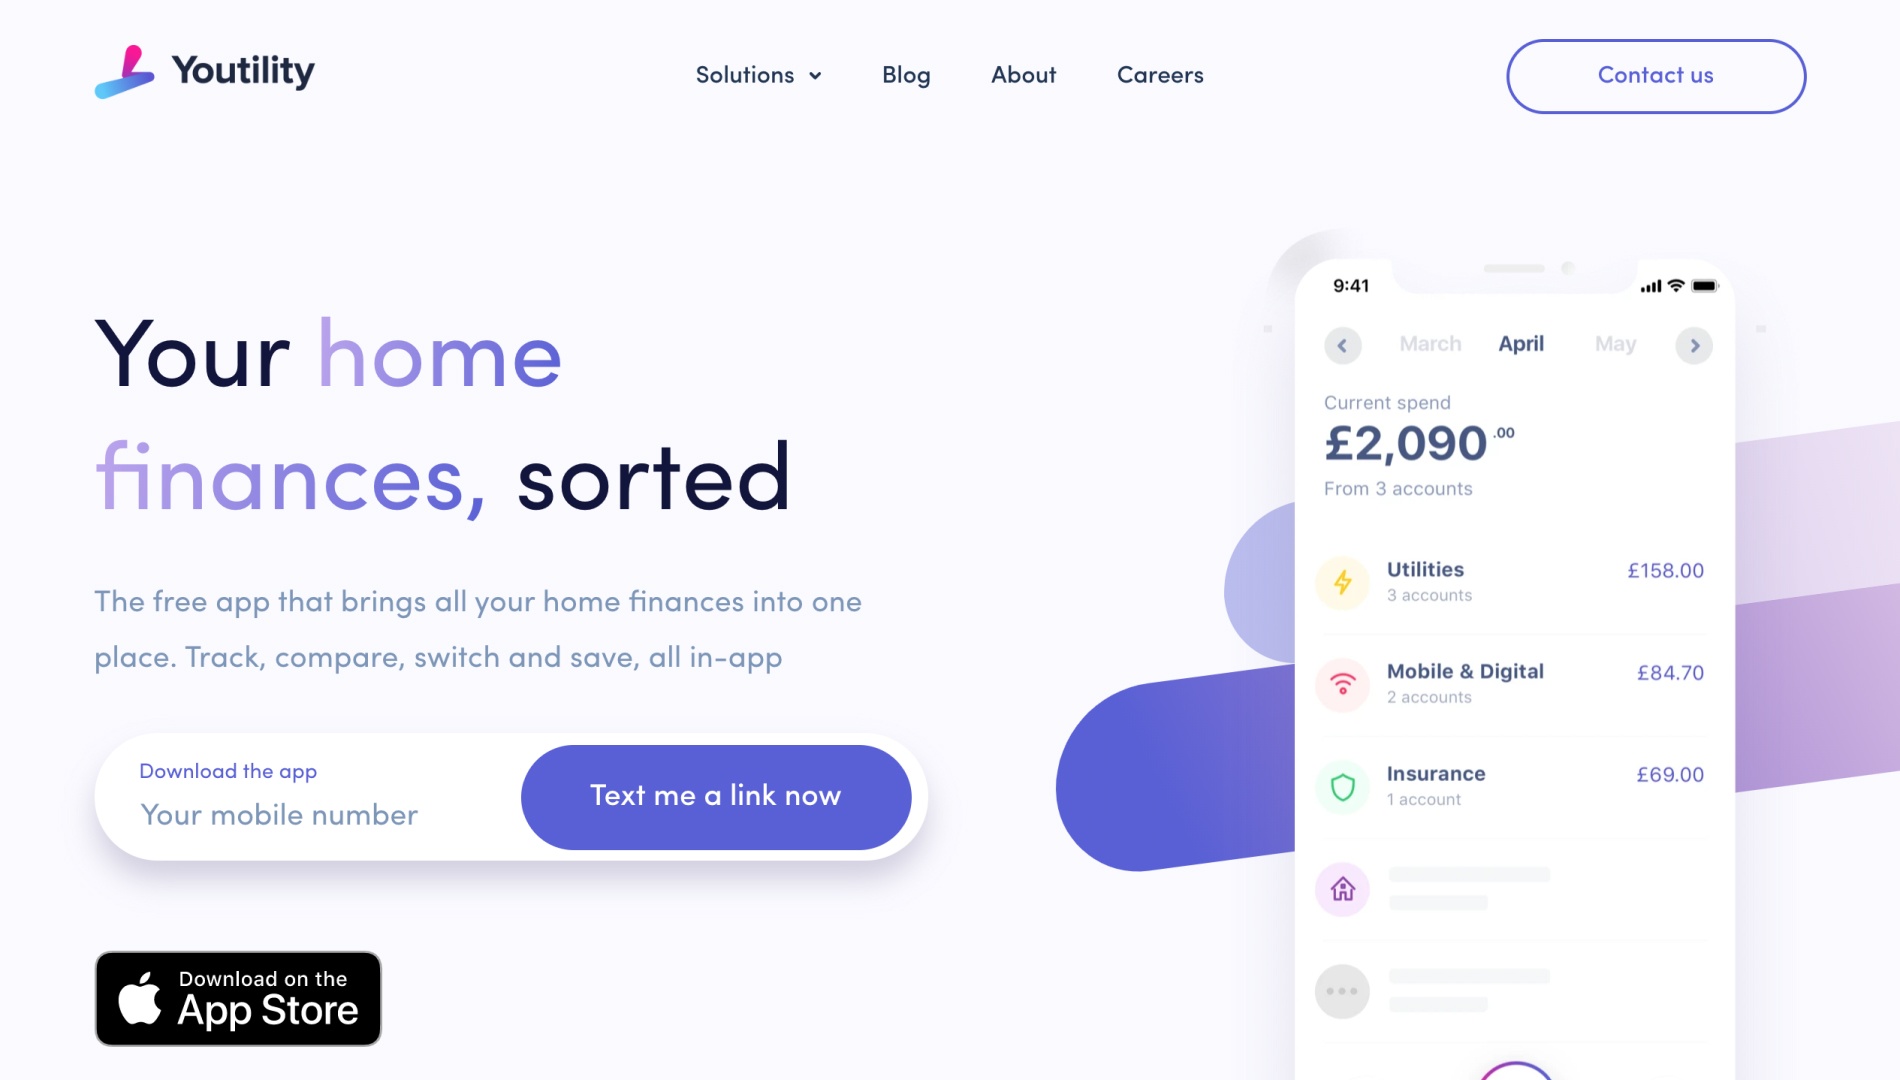 Youtility
Solutions
Blog
About
Careers
Contact us
Your home
finances, sorted
The free app that brings all your home finances into one
place. Track, compare, switch and save, all in-app
Download the app
Your mobile number
Text me a link now
Download on the
App Store
9:41
March
April
May
Current spend
£2,090.00
From 3 accounts
Utilities
£158.00
3 accounts
Mobile & Digital
£84.70
2 accounts
Insurance
£69.00
1 account